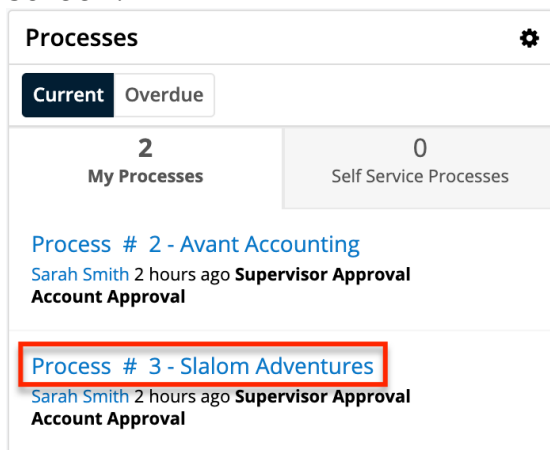 Processes
Current Overdue
2
My Processes
0
Self Service Processes
Process # 2 - Avant Accounting
Sarah Smith 2 hours ago Supervisor Approval
Account Approval
Process # 3 - Slalom Adventures
Sarah Smith 2 hours ago Supervisor Approval
Account Approval